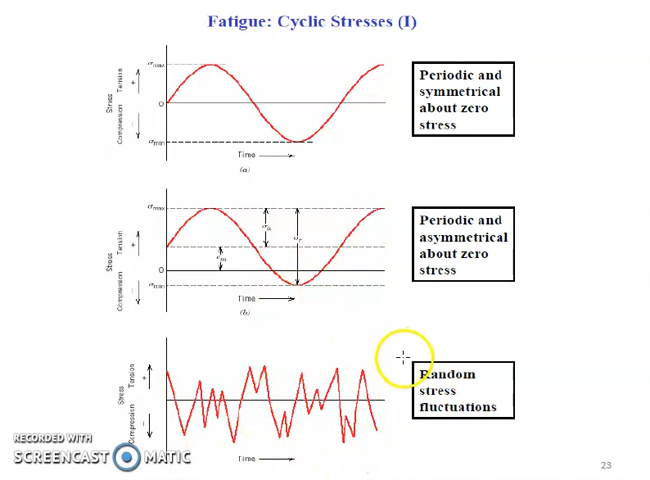 Fatigue: Cyclic Stresses (I)
σmax
Tension
+
Stress
0
Compression
−
σmin
Time
(a)
Periodic and
symmetrical
about zero
stress
σmax
Tension
+
Stress
0
Compression
−
σmin
σa
σr
σm
Time
(b)
Periodic and
asymmetrical
about zero
stress
Tension
+
Stress
Compression
−
Time
Random
stress
fluctuations
RECORDED WITH
SCREENCAST MATIC
23